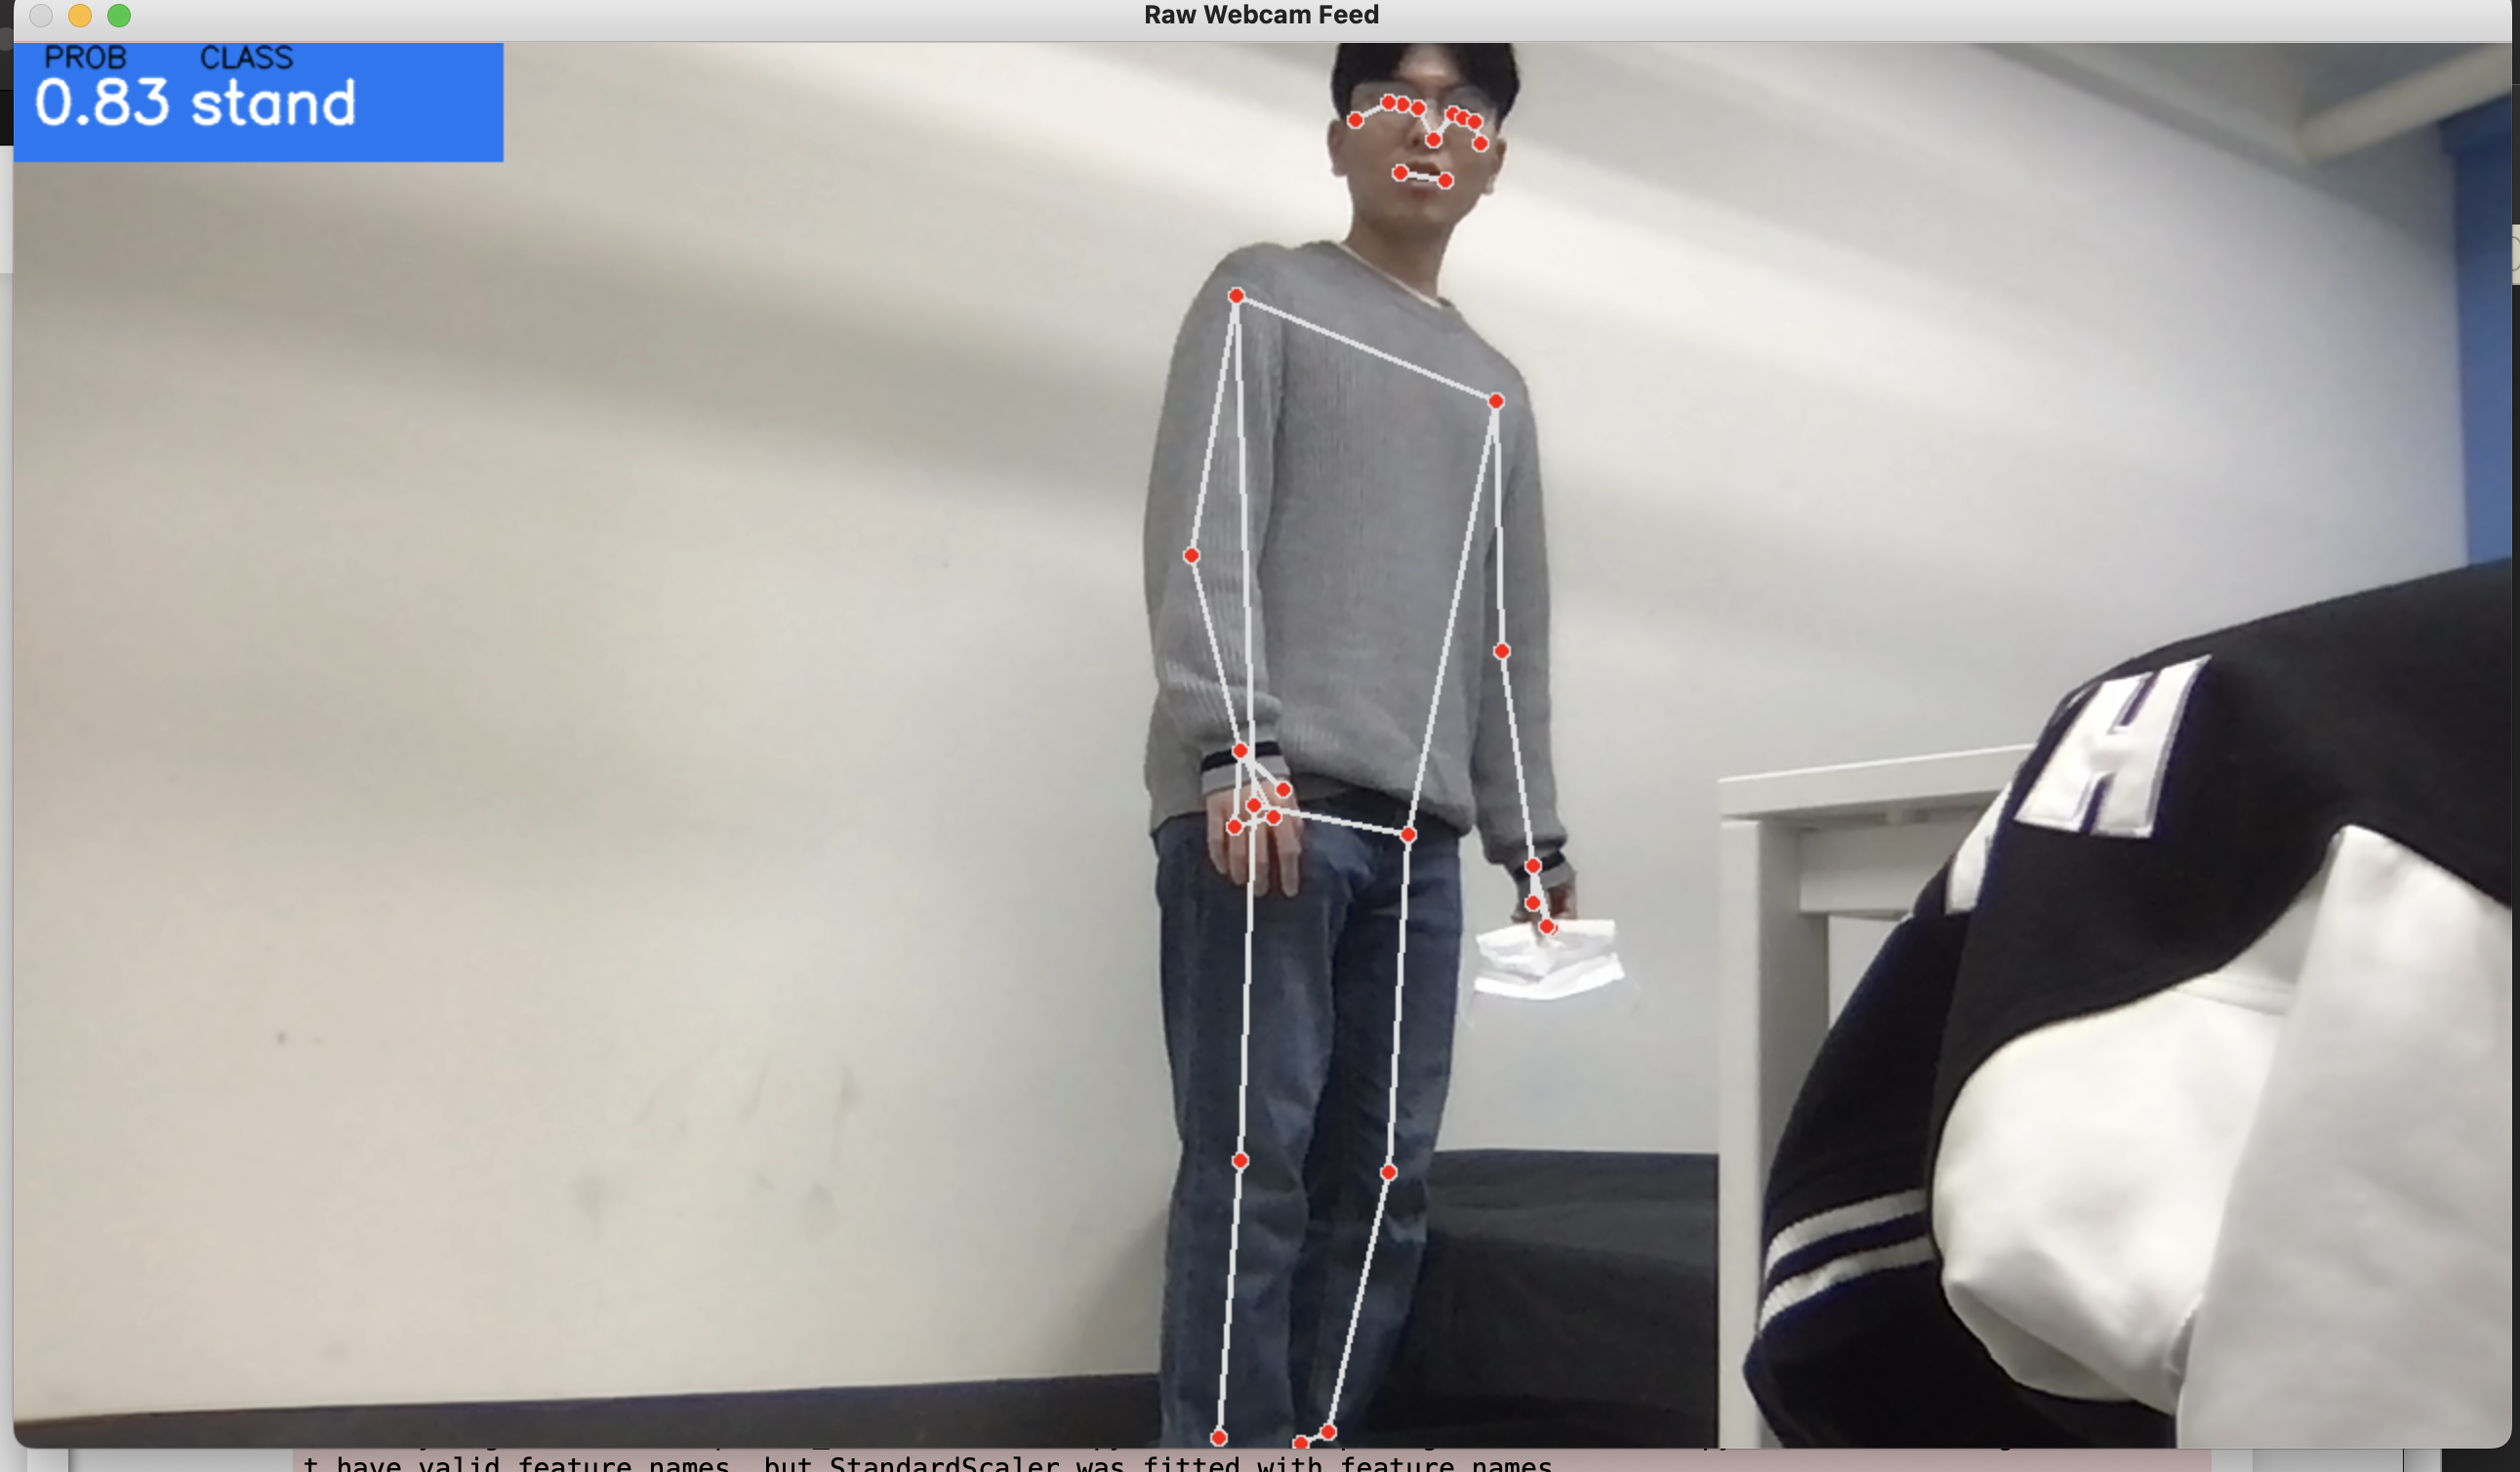 Raw Webcam Feed
PROB CLASS
0.83 stand
H
t have valid feature names, but StandardScaler was fitted with feature names